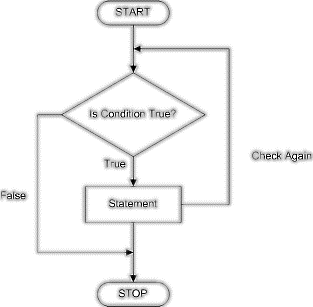 START
Is Condition True?
True
Check Again
False
Statement
STOP